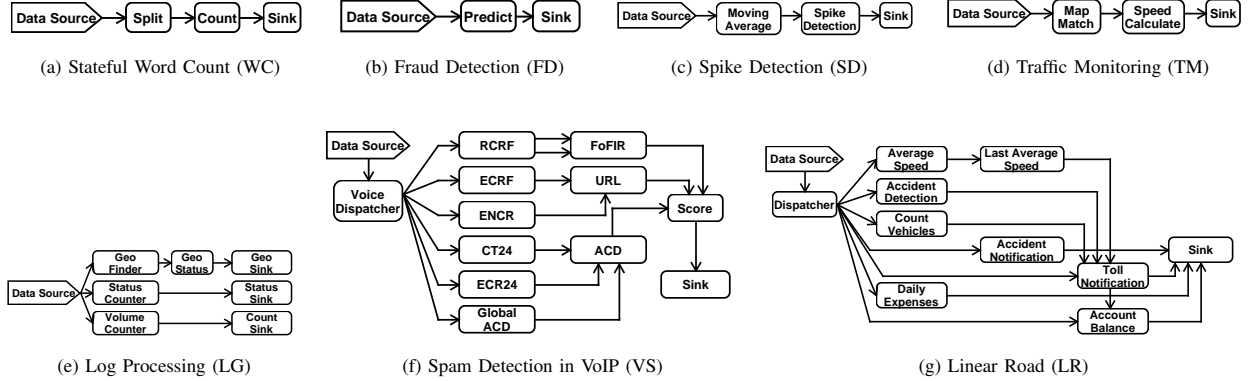 Data Source
Split
Count
Sink
(a) Stateful Word Count (WC)
Data Source
Predict
Sink
(b) Fraud Detection (FD)
Data Source
Moving
Average
Spike
Detection
Sink
(c) Spike Detection (SD)
Data Source
Map
Match
Speed
Calculate
Sink
(d) Traffic Monitoring (TM)
Data Source
Geo
Finder
Geo
Status
Geo
Sink
Status
Counter
Status
Sink
Volume
Counter
Count
Sink
(e) Log Processing (LG)
Data Source
Voice
Dispatcher
RCRF
FoFIR
ECRF
URL
ENCR
Score
CT24
ACD
ECR24
Sink
Global
ACD
(f) Spam Detection in VoIP (VS)
Data Source
Dispatcher
Average
Speed
Last Average
Speed
Accident
Detection
Count
Vehicles
Accident
Notification
Sink
Toll
Notification
Daily
Expenses
Account
Balance
(g) Linear Road (LR)